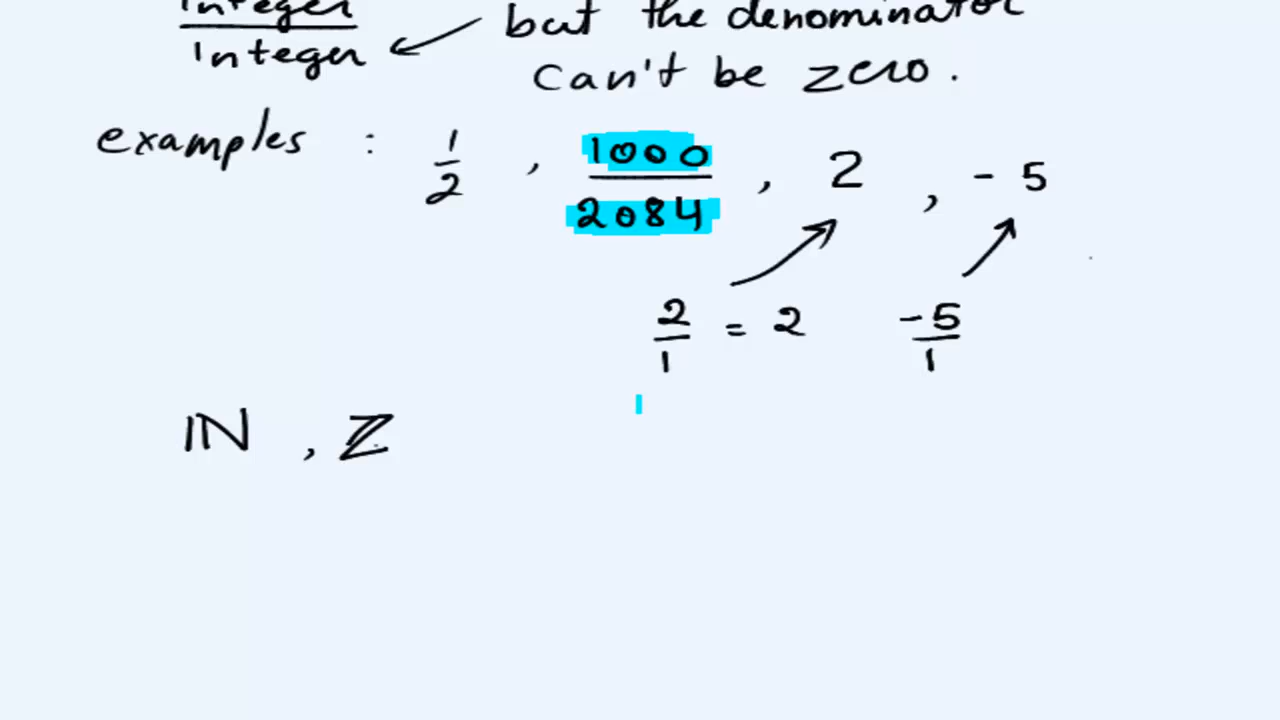 Integer but the denominator
Integer can't be zero.
examples : 1/2 , 1000/2084 , 2 , -5
2/1 = 2 -5/1
IN , Z